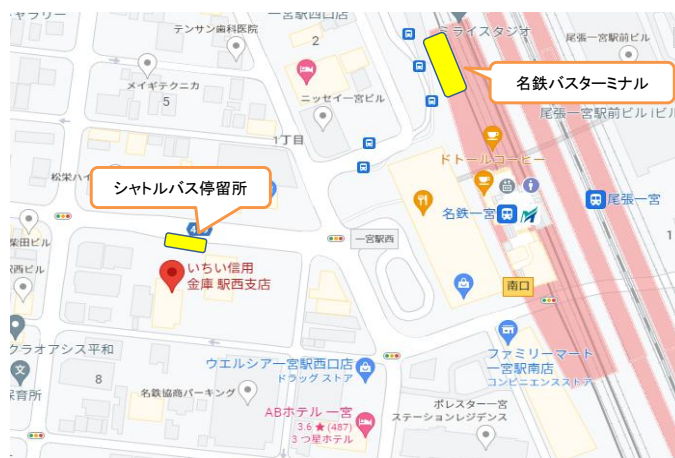 ャラリー
テンサン歯科医院
一宮駅西口店
ミライスタジオ
尾張一宮駅前ビル
2
メイギテクニカ
5
ニッセイ一宮ビル
名鉄バスターミナル
尾張一宮駅前ビル iビル
1丁目
ドトールコーヒー
松栄ハイ
シャトルバス停留所
名鉄一宮
尾張一宮
柴田ビル
一宮駅西
1
駅西ビル
いちい信用
金庫 駅西支店
南口
クラオアシス平和
ファミリーマート
一宮駅南店
コンビニエンスストア
ウエルシア一宮駅西口店
ドラッグ ストア
文
保育所
8
名鉄協商パーキング
ABホテル 一宮
3.6 ★ (487)
3 つ星ホテル
ポレスター一宮
ステーションレジデンス